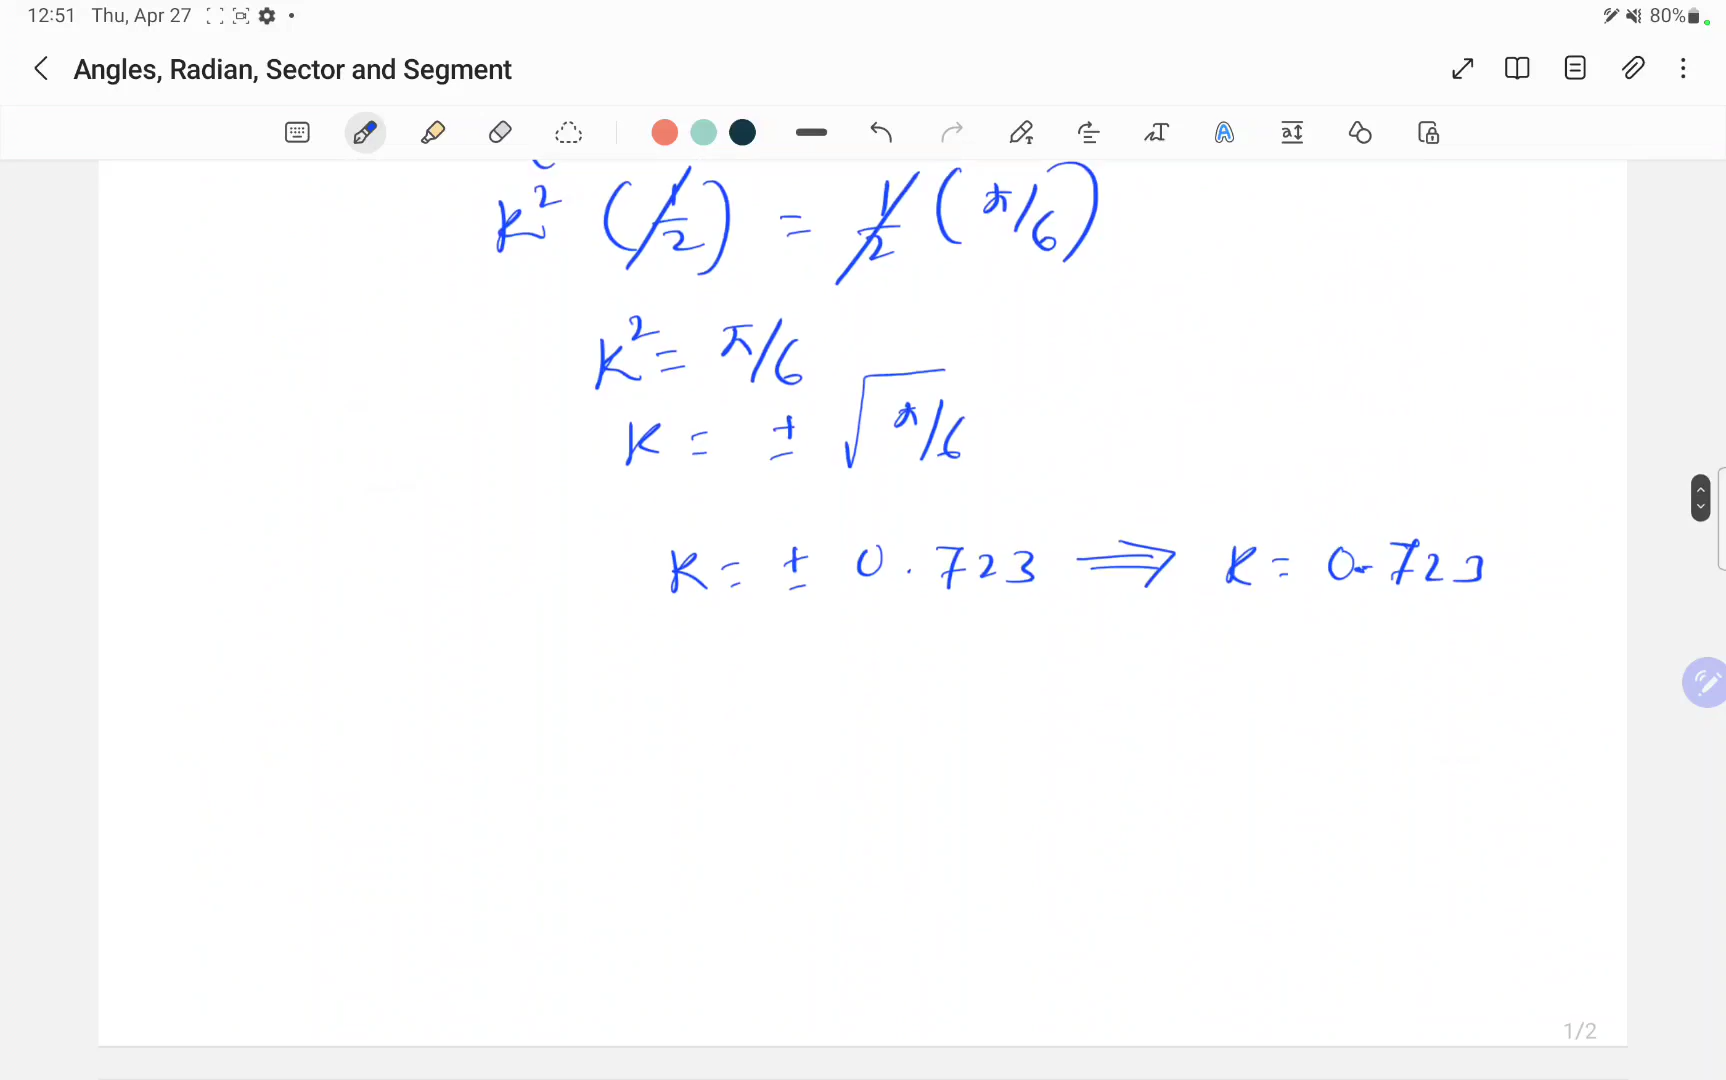 12:51 Thu, Apr 27 80%
Angles, Radian, Sector and Segment
K² (1/2) = 1/2 (π/6)
K² = π/6
K = ± √π/6
K = ± 0.723 ⟹ K = 0.723
1/2